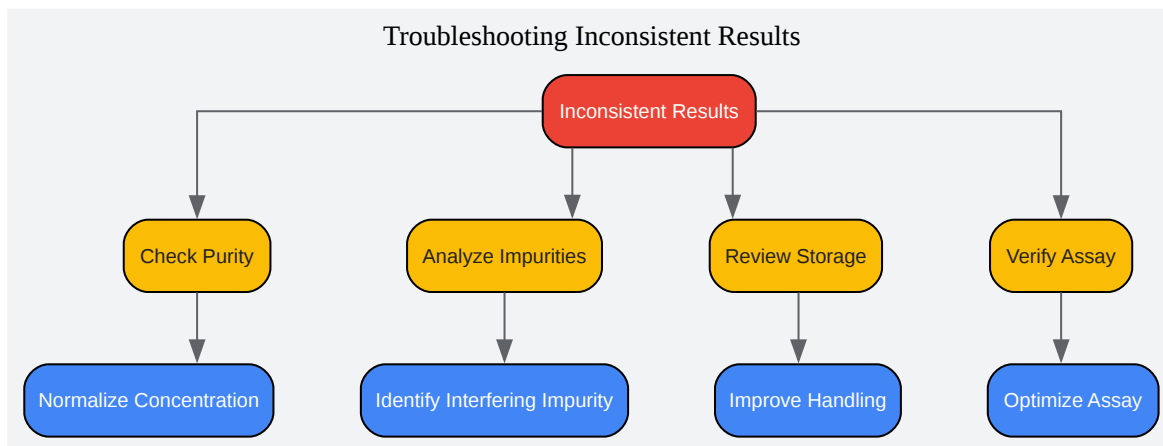 Troubleshooting Inconsistent Results
Inconsistent Results
Check Purity
Analyze Impurities
Review Storage
Verify Assay
Normalize Concentration
Identify Interfering Impurity
Improve Handling
Optimize Assay